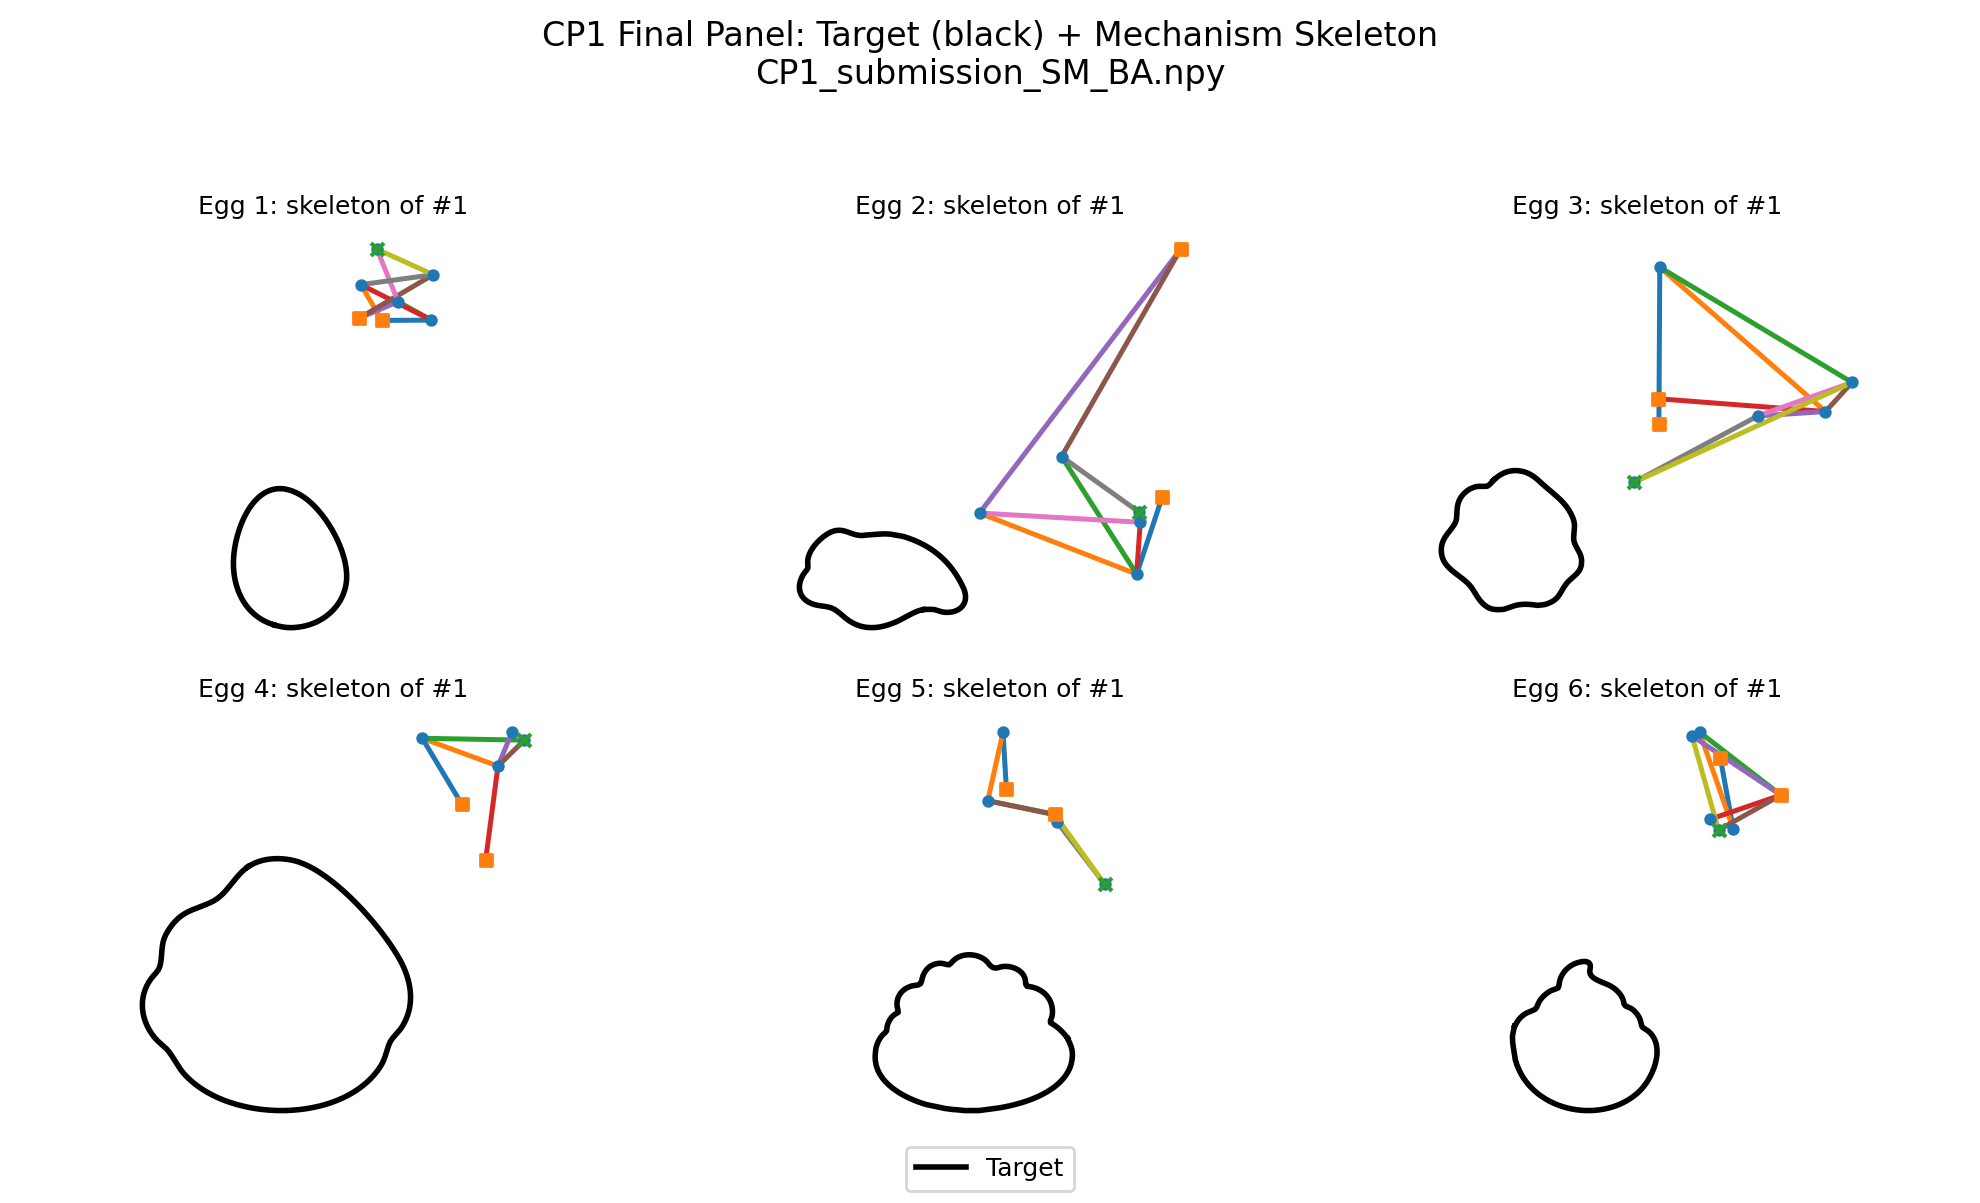 CP1 Final Panel: Target (black) + Mechanism Skeleton
CP1_submission_SM_BA.npy
Egg 1: skeleton of #1
Egg 2: skeleton of #1
Egg 3: skeleton of #1
Egg 4: skeleton of #1
Egg 5: skeleton of #1
Egg 6: skeleton of #1
Target